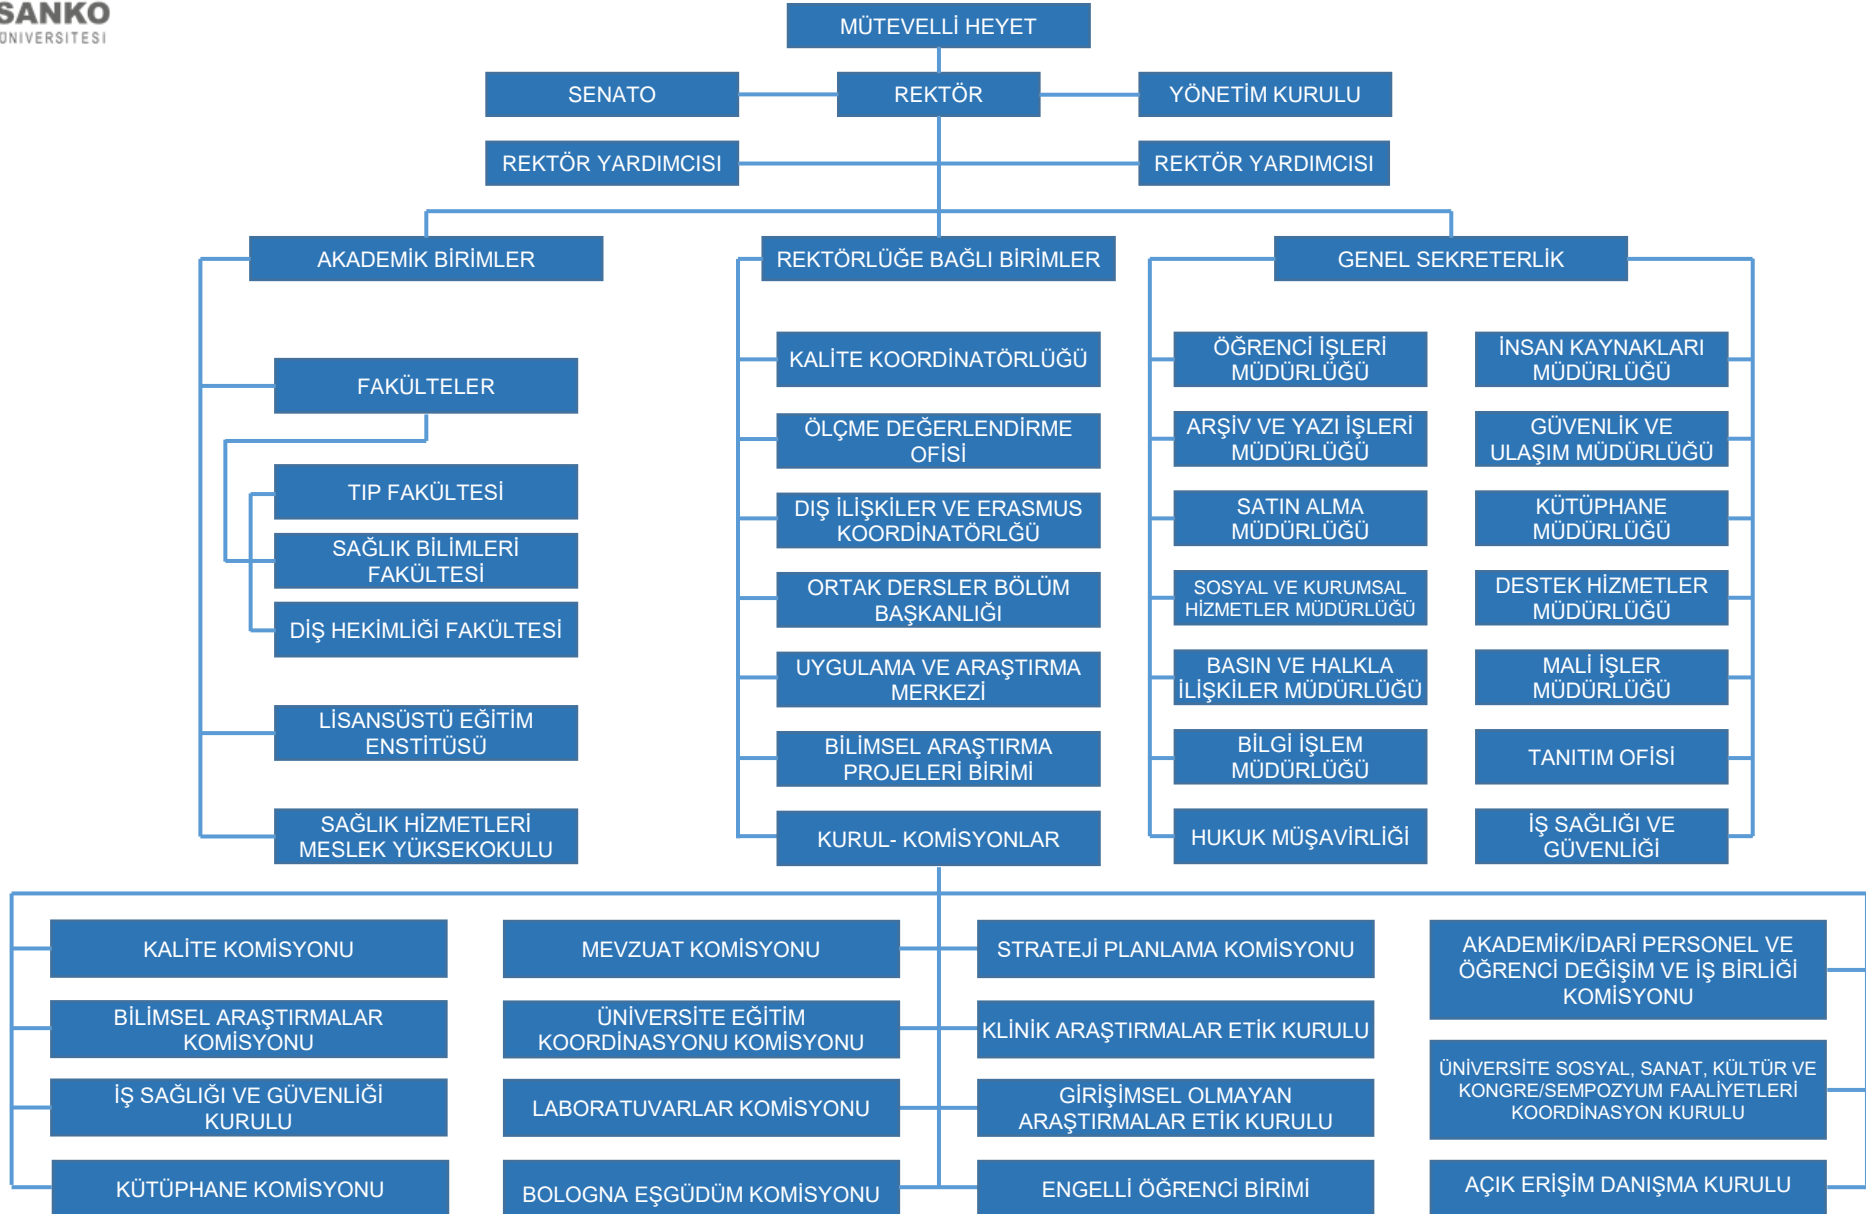 SANKO
ÜNİVERSİTESİ
MÜTEVELLİ HEYET
SENATO
REKTÖR
YÖNETİM KURULU
REKTÖR YARDIMCISI
REKTÖR YARDIMCISI
AKADEMİK BİRİMLER
REKTÖRLÜĞE BAĞLI BİRİMLER
GENEL SEKRETERLİK
FAKÜLTELER
TIP FAKÜLTESİ
SAĞLIK BİLİMLERİ
FAKÜLTESİ
DİŞ HEKİMLİĞİ FAKÜLTESİ
LİSANSÜSTÜ EĞİTİM
ENSTİTÜSÜ
SAĞLIK HİZMETLERİ
MESLEK YÜKSEKOKULU
KALİTE KOORDİNATÖRLÜĞÜ
ÖLÇME DEĞERLENDİRME
OFİSİ
DIŞ İLİŞKİLER VE ERASMUS
KOORDİNATÖRLĞÜ
ORTAK DERSLER BÖLÜM
BAŞKANLIĞI
UYGULAMA VE ARAŞTIRMA
MERKEZİ
BİLİMSEL ARAŞTIRMA
PROJELERİ BİRİMİ
KURUL- KOMİSYONLAR
ÖĞRENCİ İŞLERİ
MÜDÜRLÜĞÜ
ARŞİV VE YAZI İŞLERİ
MÜDÜRLÜĞÜ
SATIN ALMA
MÜDÜRLÜĞÜ
SOSYAL VE KURUMSAL
HİZMETLER MÜDÜRLÜĞÜ
BASIN VE HALKLA
İLİŞKİLER MÜDÜRLÜĞÜ
BİLGİ İŞLEM
MÜDÜRLÜĞÜ
HUKUK MÜŞAVİRLİĞİ
İNSAN KAYNAKLARI
MÜDÜRLÜĞÜ
GÜVENLİK VE
ULAŞIM MÜDÜRLÜĞÜ
KÜTÜPHANE
MÜDÜRLÜĞÜ
DESTEK HİZMETLER
MÜDÜRLÜĞÜ
MALİ İŞLER
MÜDÜRLÜĞÜ
TANITIM OFİSİ
İŞ SAĞLIĞI VE
GÜVENLİĞİ
KALİTE KOMİSYONU
BİLİMSEL ARAŞTIRMALAR
KOMİSYONU
İŞ SAĞLIĞI VE GÜVENLİĞİ
KURULU
KÜTÜPHANE KOMİSYONU
MEVZUAT KOMİSYONU
ÜNİVERSİTE EĞİTİM
KOORDİNASYONU KOMİSYONU
LABORATUVARLAR KOMİSYONU
BOLOGNA EŞGÜDÜM KOMİSYONU
STRATEJİ PLANLAMA KOMİSYONU
KLİNİK ARAŞTIRMALAR ETİK KURULU
GİRİŞİMSEL OLMAYAN
ARAŞTIRMALAR ETİK KURULU
ENGELLİ ÖĞRENCİ BİRİMİ
AKADEMİK/İDARİ PERSONEL VE
ÖĞRENCİ DEĞİŞİM VE İŞ BİRLİĞİ
KOMİSYONU
ÜNİVERSİTE SOSYAL, SANAT, KÜLTÜR VE
KONGRE/SEMPOZYUM FAALİYETLERİ
KOORDİNASYON KURULU
AÇIK ERİŞİM DANIŞMA KURULU